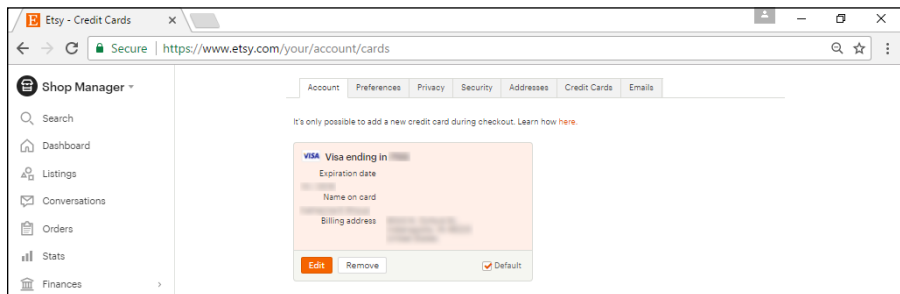 Etsy - Credit Cards
Secure https://www.etsy.com/your/account/cards
Shop Manager
Search
Dashboard
Listings
Conversations
Orders
Stats
Finances
Account Preferences Privacy Security Addresses Credit Cards Emails
It's only possible to add a new credit card during checkout. Learn how here.
VISA Visa ending in
Expiration date
Name on card
Billing address
Edit Remove Default